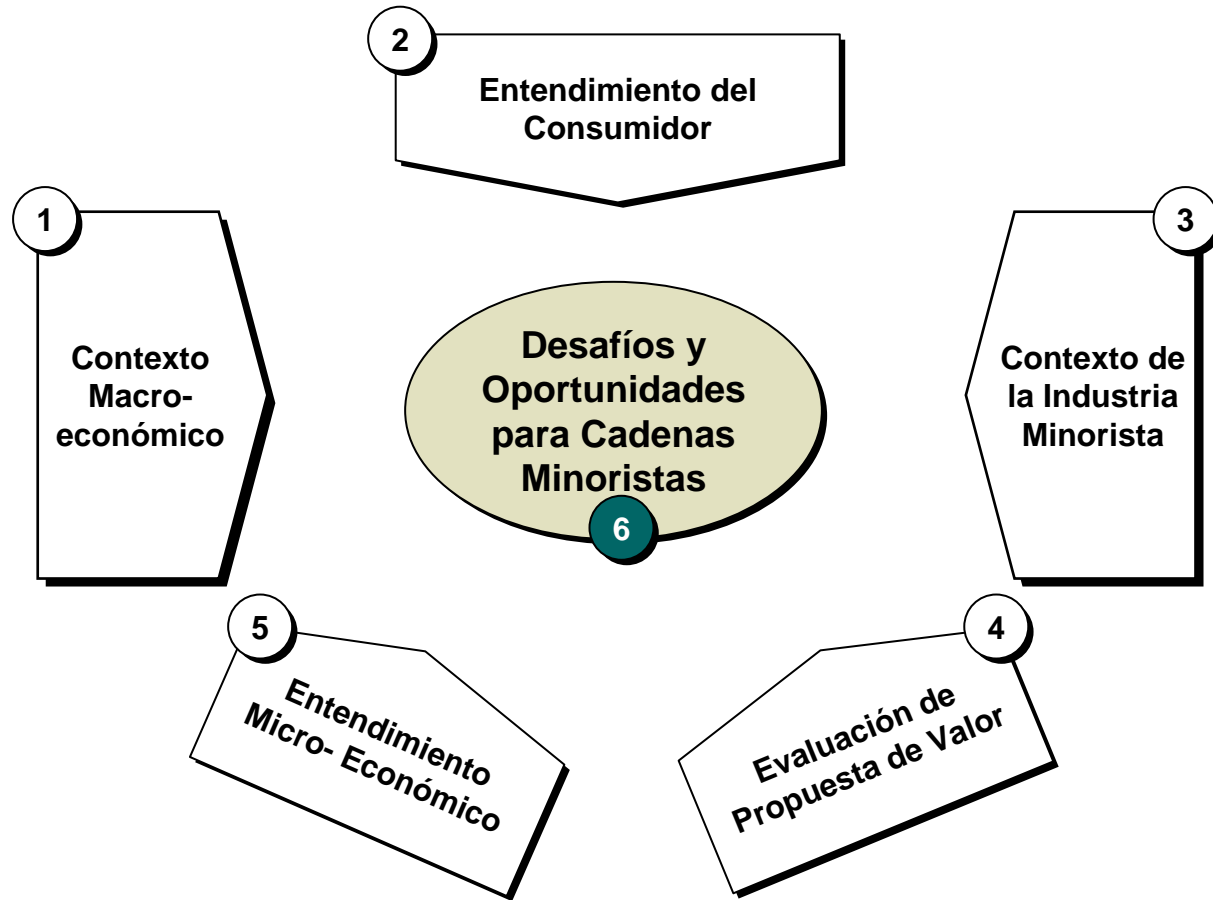 2
Entendimiento del
Consumidor
1
Contexto
Macro-
económico
3
Contexto de
la Industria
Minorista
Desafíos y
Oportunidades
para Cadenas
Minoristas
6
5
Entendimiento
Micro- Económico
4
Evaluación de
Propuesta de Valor